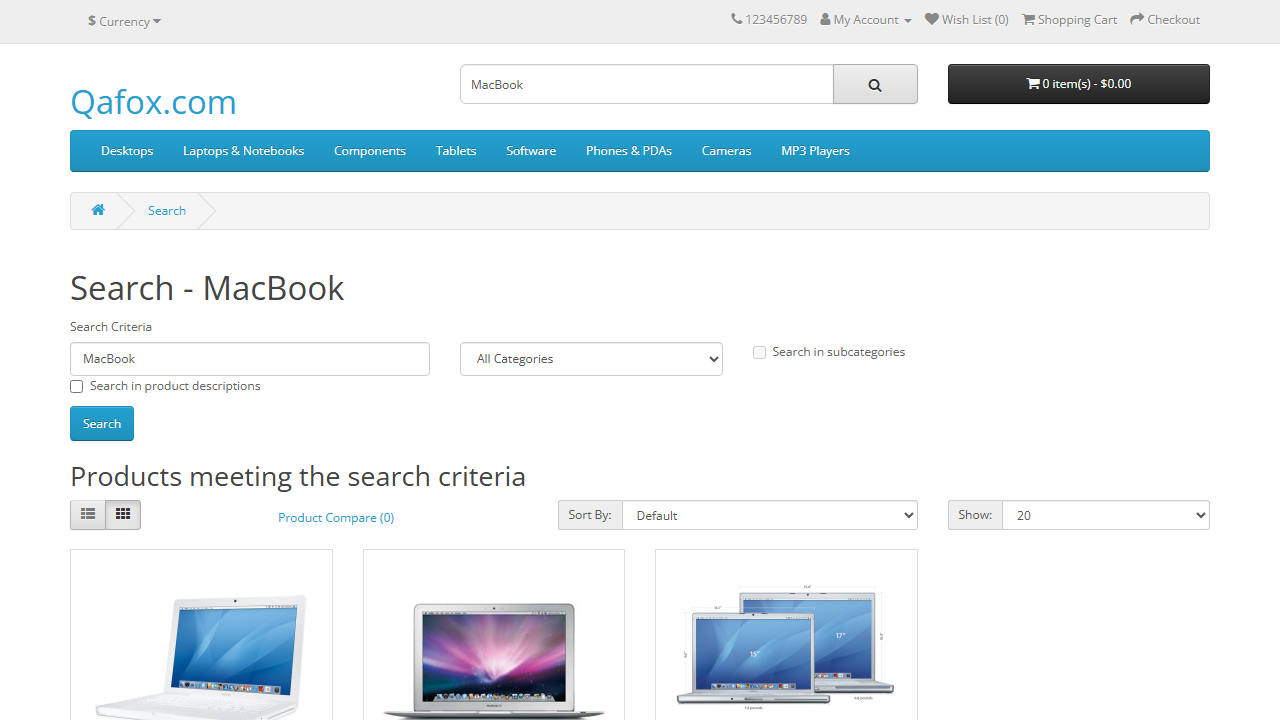 $ Currency
123456789 My Account Wish List (0) Shopping Cart Checkout
Qafox.com
MacBook
0 item(s) - $0.00
Desktops Laptops & Notebooks Components Tablets Software Phones & PDAs Cameras MP3 Players
Search
Search - MacBook
Search Criteria
MacBook
All Categories
Search in subcategories
Search in product descriptions
Search
Products meeting the search criteria
Product Compare (0)
Sort By: Default
Show: 20
15"
17"